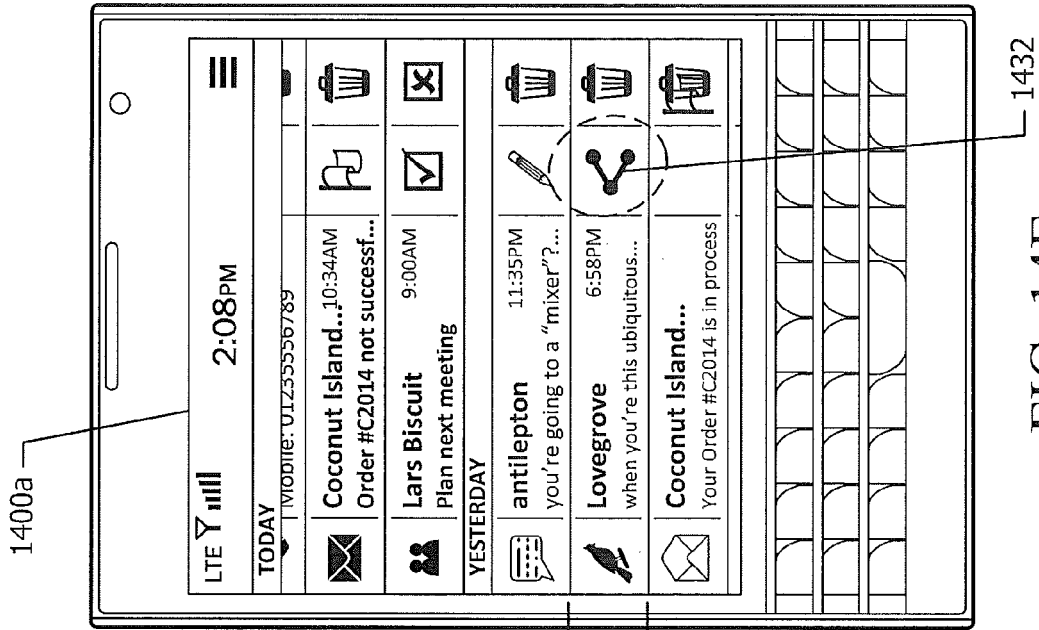 1400a
LTE 2:08PM
TODAY
Mobile: 01235556789
Coconut Island... 10:34AM
Order #C2014 not successf...
Lars Biscuit 9:00AM
Plan next meeting
YESTERDAY
antilepton 11:35PM
you're going to a "mixer"?...
Lovegrove 6:58PM
when you're this ubiquitous...
Coconut Island...
Your Order #C2014 is in process
1432